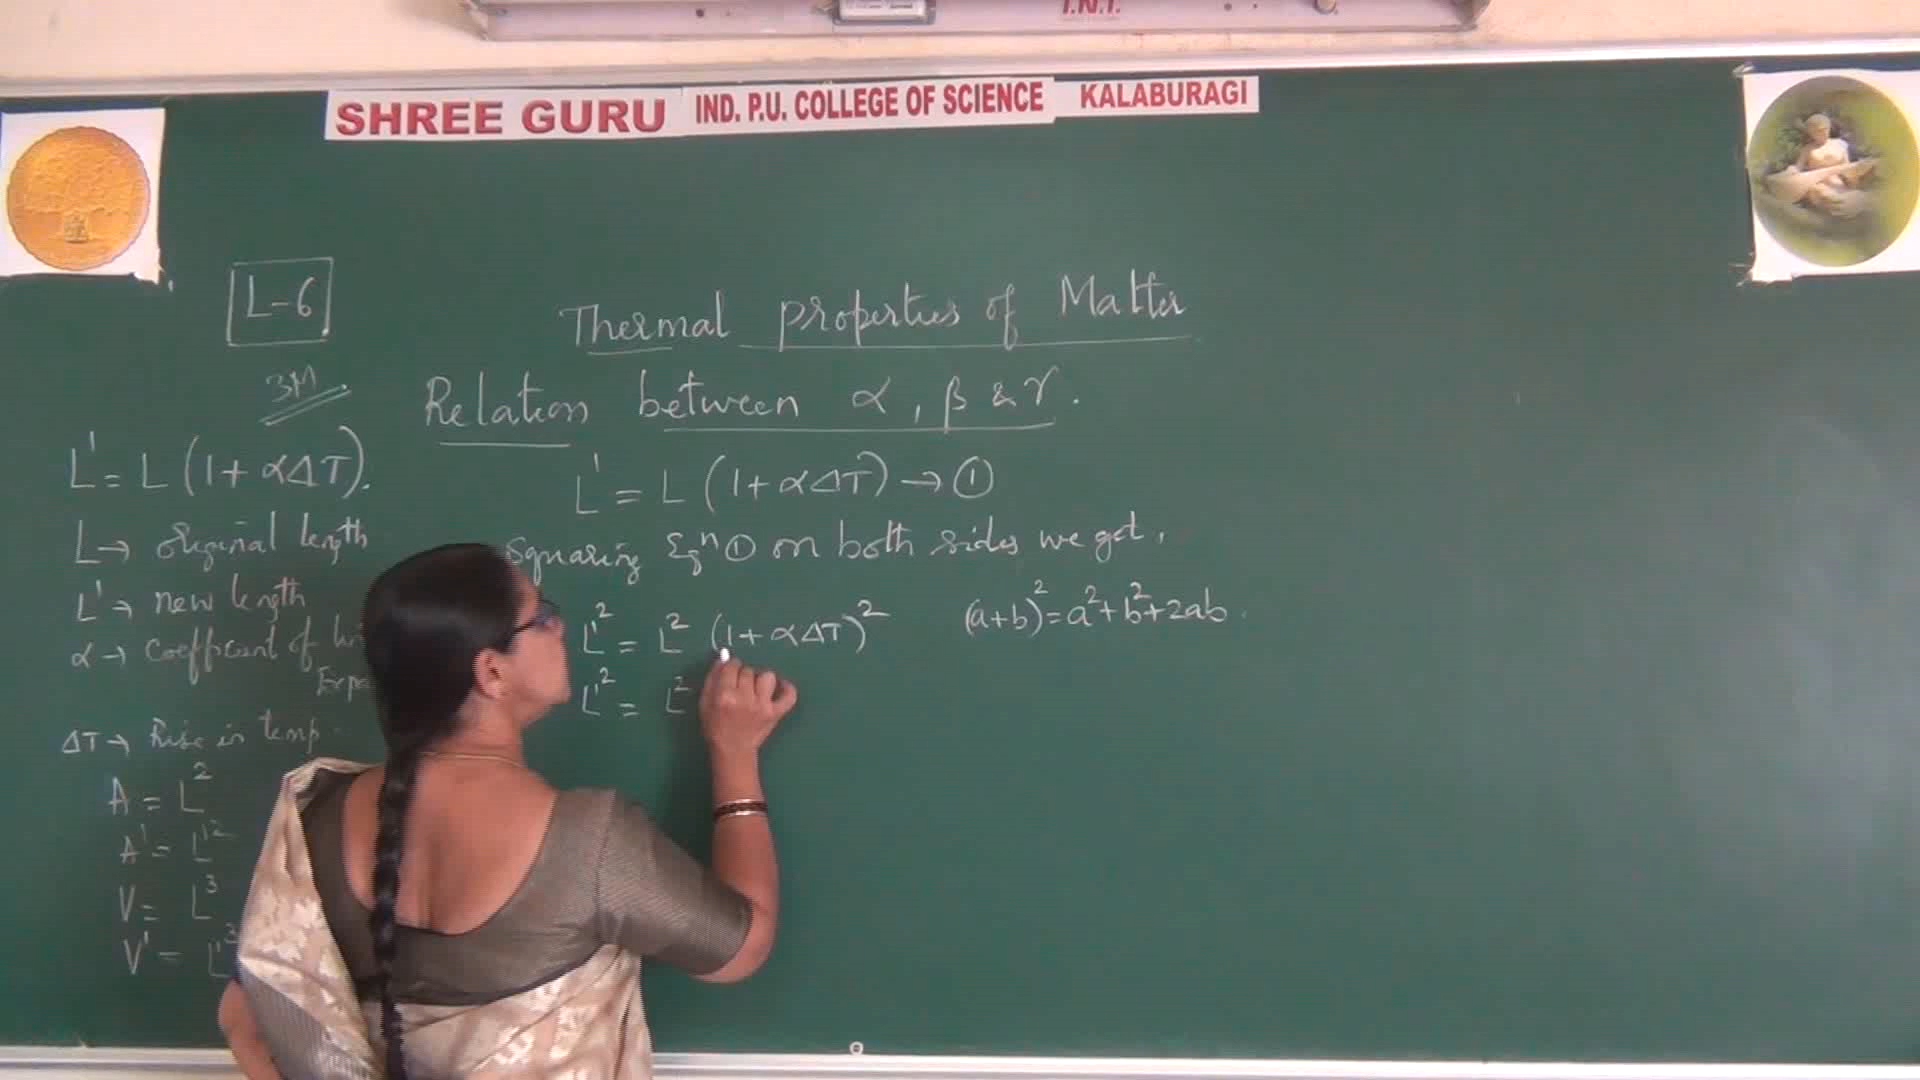 T.N.T.
SHREE GURU IND. P.U. COLLEGE OF SCIENCE KALABURAGI
L-6
Thermal properties of Matter
3M
Relation between α, β & γ.
L' = L (1+ αΔT).
L → original length
L' → new length
α → coefficient of
ΔT → Rise in temp.
A = L²
A' = L'²
V = L³
V' = L'³
L' = L (1+ αΔT) → ①
Squaring Eqⁿ ① on both sides we get,
L'² = L² (1+ αΔT)²
(a+b)² = a²+b²+2ab.
L'² = L²